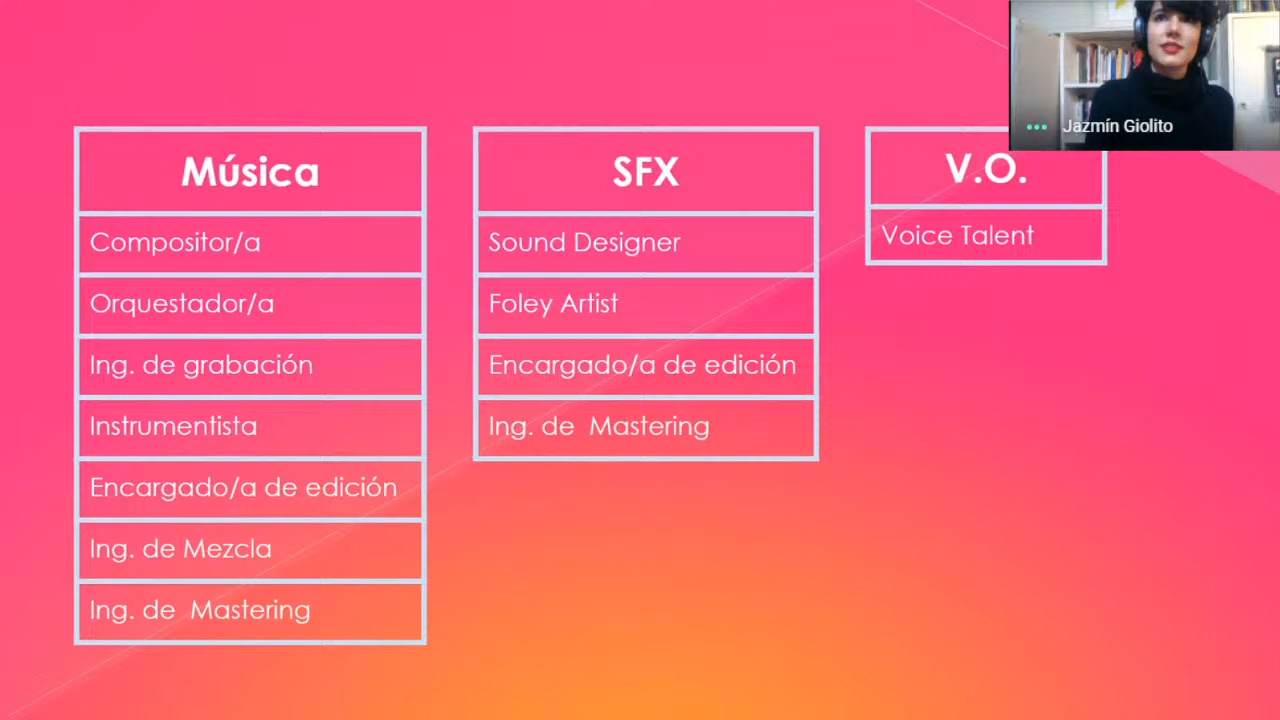 Jazmín Giolito
Música
Compositor/a
Orquestador/a
Ing. de grabación
Instrumentista
Encargado/a de edición
Ing. de Mezcla
Ing. de  Mastering
SFX
Sound Designer
Foley Artist
Encargado/a de edición
Ing. de  Mastering
V.O.
Voice Talent